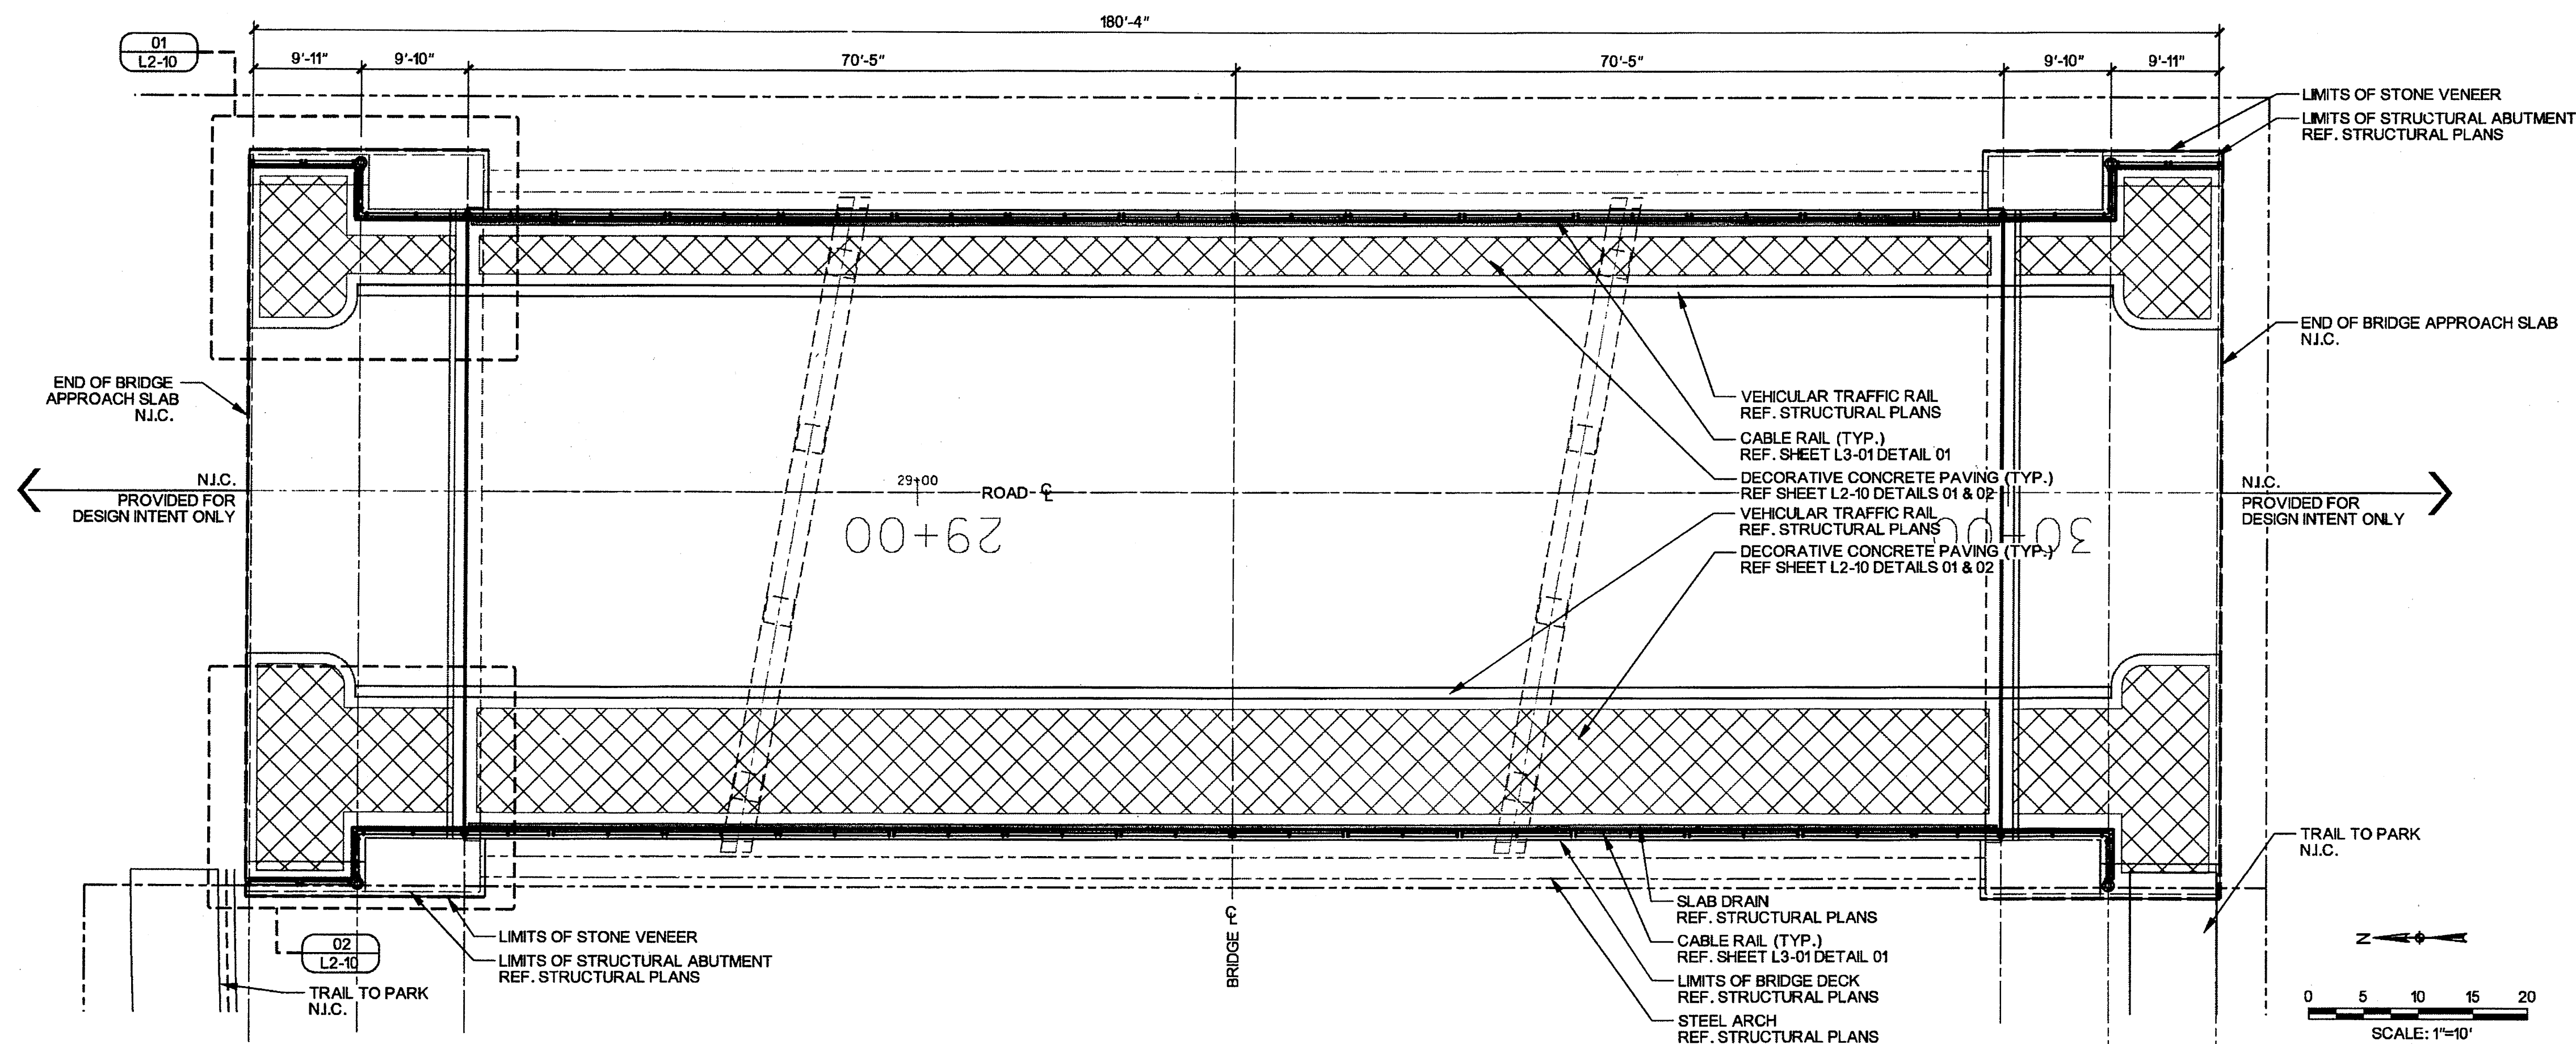 180'-4"
01
L2-10
9'-11"
9'-10"
70'-5"
70'-5"
9'-10"
9'-11"
LIMITS OF STONE VENEER
LIMITS OF STRUCTURAL ABUTMENT
REF. STRUCTURAL PLANS
END OF BRIDGE APPROACH SLAB
N.I.C.
END OF BRIDGE
APPROACH SLAB
N.I.C.
VEHICULAR TRAFFIC RAIL
REF. STRUCTURAL PLANS
CABLE RAIL (TYP.)
REF. SHEET L3-01 DETAIL 01
DECORATIVE CONCRETE PAVING (TYP.)
REF SHEET L2-10 DETAILS 01 & 02
VEHICULAR TRAFFIC RAIL
REF. STRUCTURAL PLANS
DECORATIVE CONCRETE PAVING (TYP.)
REF SHEET L2-10 DETAILS 01 & 02
N.I.C.
PROVIDED FOR
DESIGN INTENT ONLY
29+00
ROAD ℄
29+00
30+00
N.I.C.
PROVIDED FOR
DESIGN INTENT ONLY
TRAIL TO PARK
N.I.C.
SLAB DRAIN
REF. STRUCTURAL PLANS
CABLE RAIL (TYP.)
REF. SHEET L3-01 DETAIL 01
LIMITS OF BRIDGE DECK
REF. STRUCTURAL PLANS
STEEL ARCH
REF. STRUCTURAL PLANS
BRIDGE ℄
LIMITS OF STONE VENEER
LIMITS OF STRUCTURAL ABUTMENT
REF. STRUCTURAL PLANS
02
L2-10
TRAIL TO PARK
N.I.C.
N
0 5 10 15 20
SCALE: 1"=10'